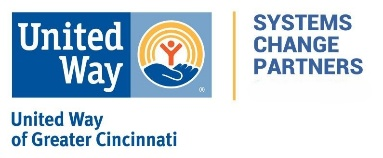 United
Way
®
United Way
of Greater Cincinnati
SYSTEMS
CHANGE
PARTNERS